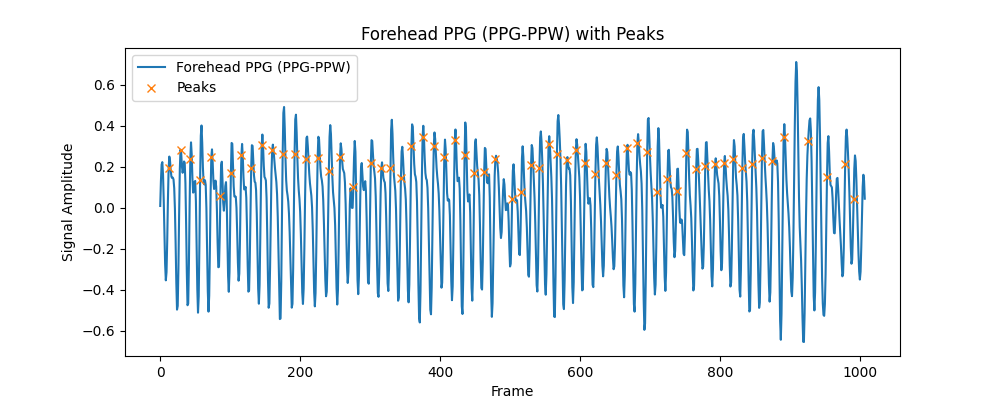 Forehead PPG (PPG-PPW) with Peaks
Forehead PPG (PPG-PPW)
Peaks
Signal Amplitude
0.6
0.4
0.2
0.0
−0.2
−0.4
−0.6
0 200 400 600 800 1000
Frame